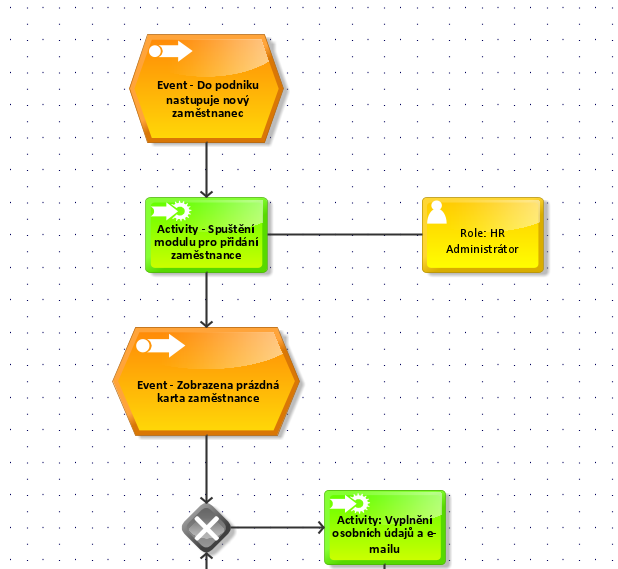 Event - Do podniku
nastupuje nový
zaměstnanec
Activity - Spuštění
modulu pro přidání
zaměstnance
Role: HR
Administrátor
Event - Zobrazena prázdná
karta zaměstnance
Activity: Vyplnění
osobních údajů a e-
mailu